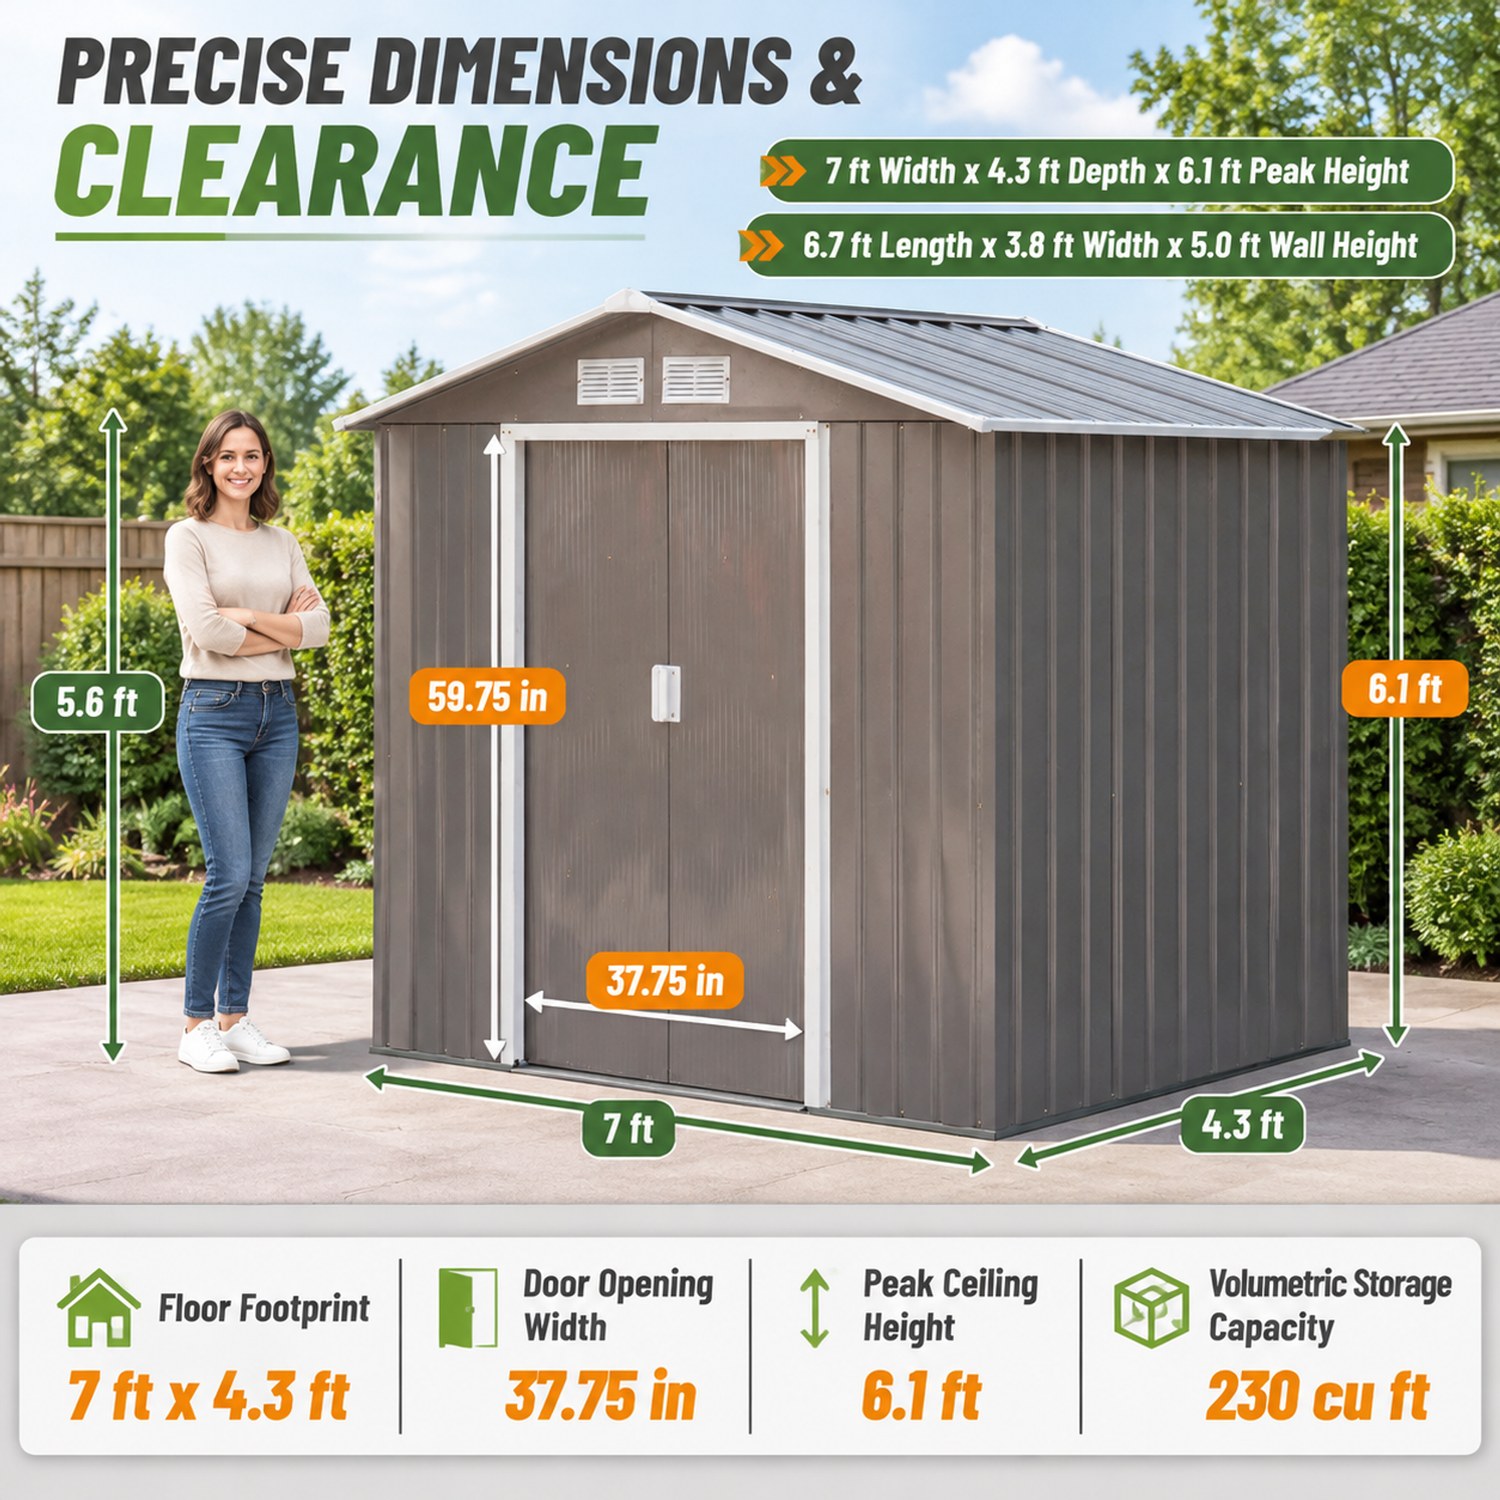 PRECISE DIMENSIONS &
CLEARANCE
7 ft Width x 4.3 ft Depth x 6.1 ft Peak Height
6.7 ft Length x 3.8 ft Width x 5.0 ft Wall Height
5.6 ft
59.75 in
6.1 ft
37.75 in
7 ft
4.3 ft
Floor Footprint
7 ft x 4.3 ft
Door Opening
Width
37.75 in
Peak Ceiling
Height
6.1 ft
Volumetric Storage
Capacity
230 cu ft